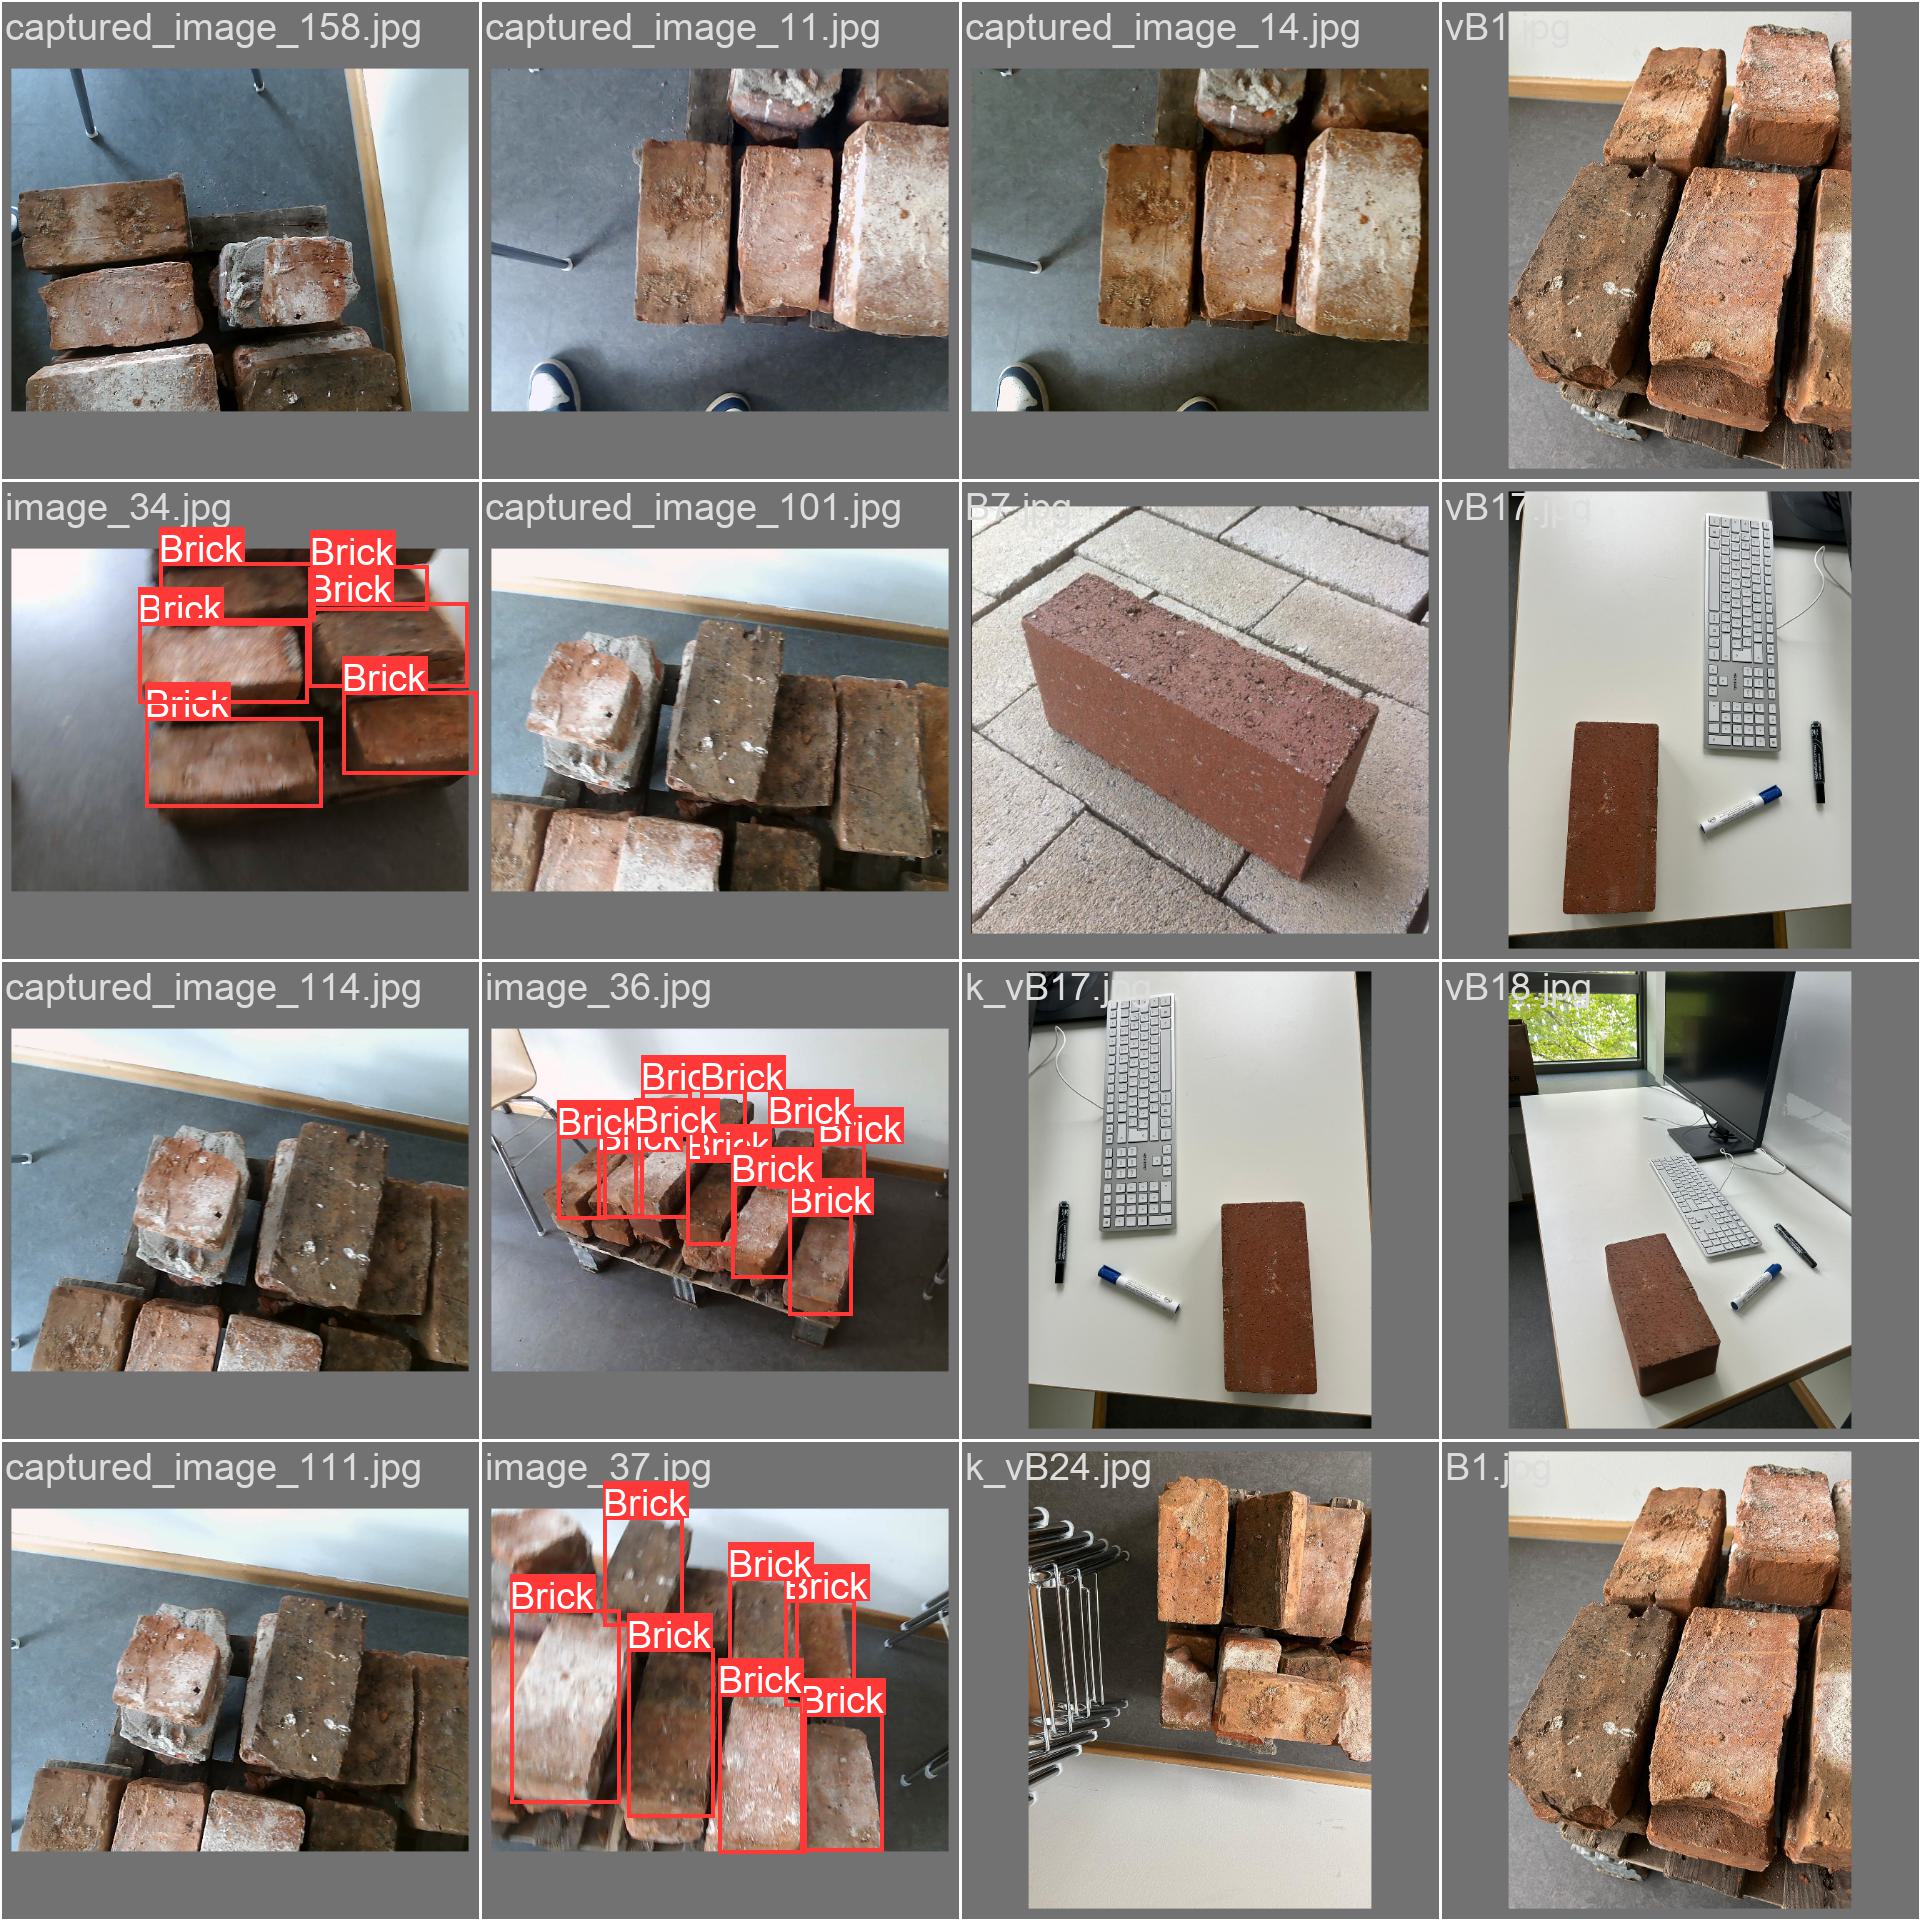 captured_image_158.jpg
captured_image_11.jpg
captured_image_14.jpg
vB1.jpg
image_34.jpg
captured_image_101.jpg
B7.jpg
vB17.jpg
Brick
Brick
Brick
Brick
Brick
Brick
captured_image_114.jpg
image_36.jpg
k_vB17.jpg
vB18.jpg
Brick
Brick
Brick
Brick
Brick
Brick
Brick
Brick
Brick
captured_image_111.jpg
image_37.jpg
k_vB24.jpg
B1.jpg
Brick
Brick
Brick
Brick
Brick
Brick
Brick